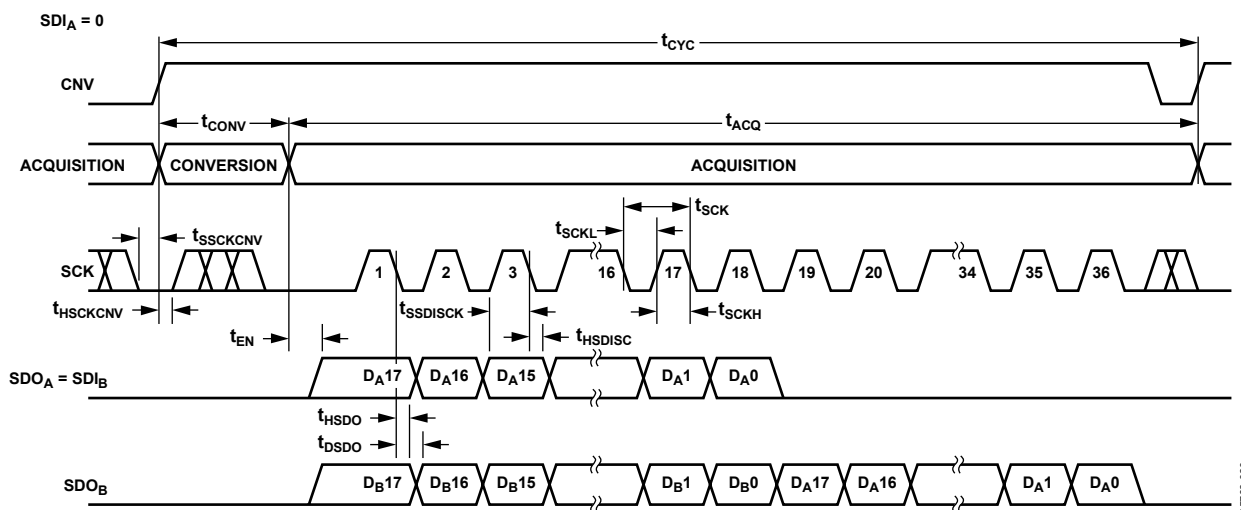 SDIA = 0
tCYC
CNV
tCONV
tACQ
ACQUISITION
CONVERSION
ACQUISITION
tSCK
tSCKL
tSSCKCNV
SCK
1 2 3 16 17 18 19 20 34 35 36
tHSCKCNV
tSSDISCK
tSCKH
tEN
tHSDISC
SDOA = SDIB
DA17 DA16 DA15 DA1 DA0
tHSDO
tDSDO
SDOB
DB17 DB16 DB15 DB1 DB0 DA17 DA16 DA1 DA0